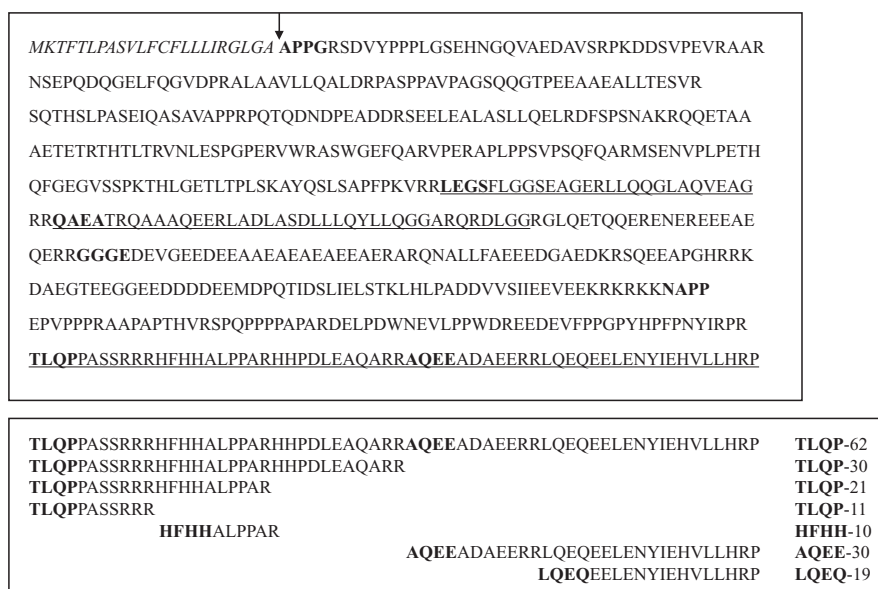 MKTFTLPASVLFCFLLLIRGLGA APPGRSDVYPPPLGSEHNGQVAEDAVSRPKDDSVPEVRAAR
NSEPQDQGELFQGVDPRALAAVLLQALDRPASPPAVPAGSQQGTPEEAAEALLTESVR
SQTHSLPASEIQASAVAPPRPQTQDNDPEADDRSEELEALASLLQELRDFSPSNAKRQQETAA
AETETRTHTLTRVNLESPGPERVWRASWGEFQARVPERAPLPPSVPSQFQARMSENVPLPETH
QFGEGVSSPKTHLGETLTPLSKAYQSLSAPFPKVRRLEGSFLGGSEAGERLLQQGLAQVEAG
RRQAEATRQAAAQEERLADLASDLLLQYLLQGGARQRDLGGRGLQETQQERENEREEEAE
QERRGGGEDEVGEEDEEAAEAEAEAEEAERARQNALLFAEEEDGAEDKRSQEEAPGHRRK
DAEGTEEGGEEDDDDEEMDPQTIDSLIELSTKLHLPADDVVSIIEEVEEKRKRKKNAPP
EPVPPPRAAPAPTHVRSPQPPPPAPARDELPDWNEVLPPWDREEDEVFPPGPYHPFPNYIRPR
TLQPPASSRRRHFHHALPPARHHPDLEAQARRAQEEADAEERRLQEQEELENYIEHVLLHRP
TLQPPASSRRRHFHHALPPARHHPDLEAQARRAQEEADAEERRLQEQEELENYIEHVLLHRP TLQP-62
TLQPPASSRRRHFHHALPPARHHPDLEAQARR TLQP-30
TLQPPASSRRRHFHHALPPAR TLQP-21
TLQPPASSRRR TLQP-11
HFHHALPPAR HFHH-10
AQEEADAEERRLQEQEELENYIEHVLLHRP AQEE-30
LQEQEELENYIEHVLLHRP LQEQ-19